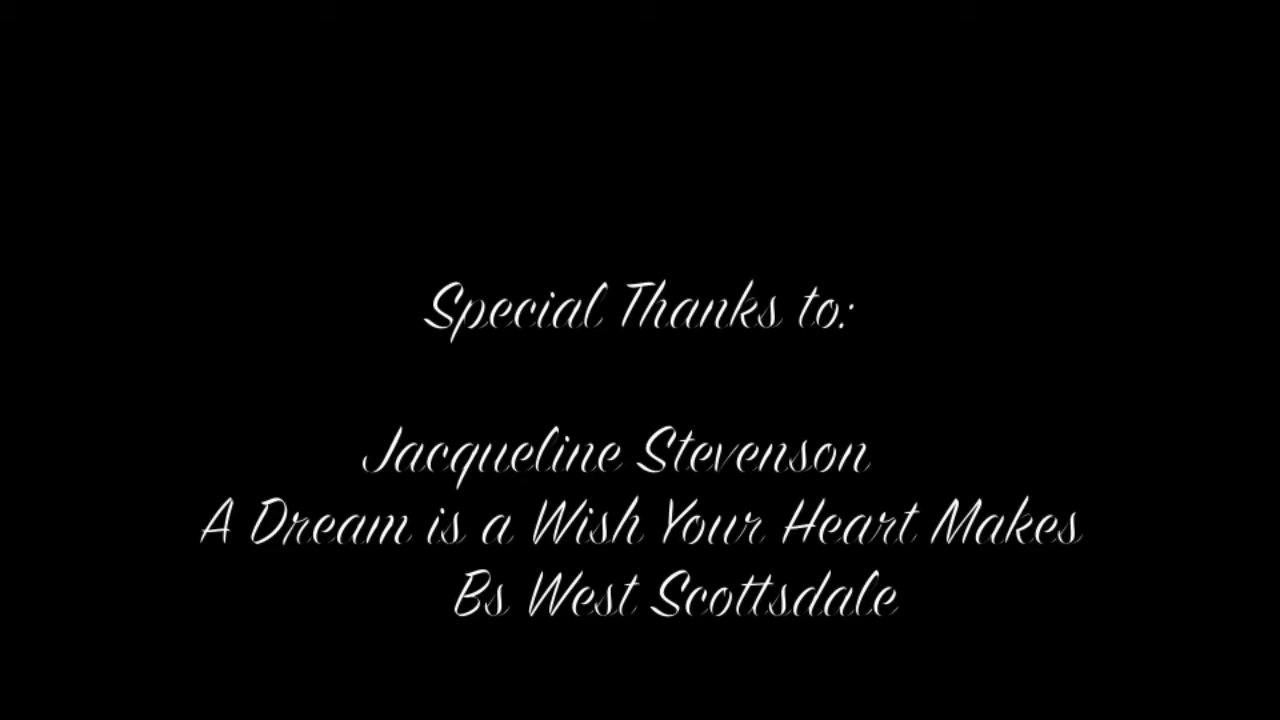 Special Thanks to:
Jacqueline Stevenson
A Dream is a Wish Your Heart Makes
Bs West Scottsdale